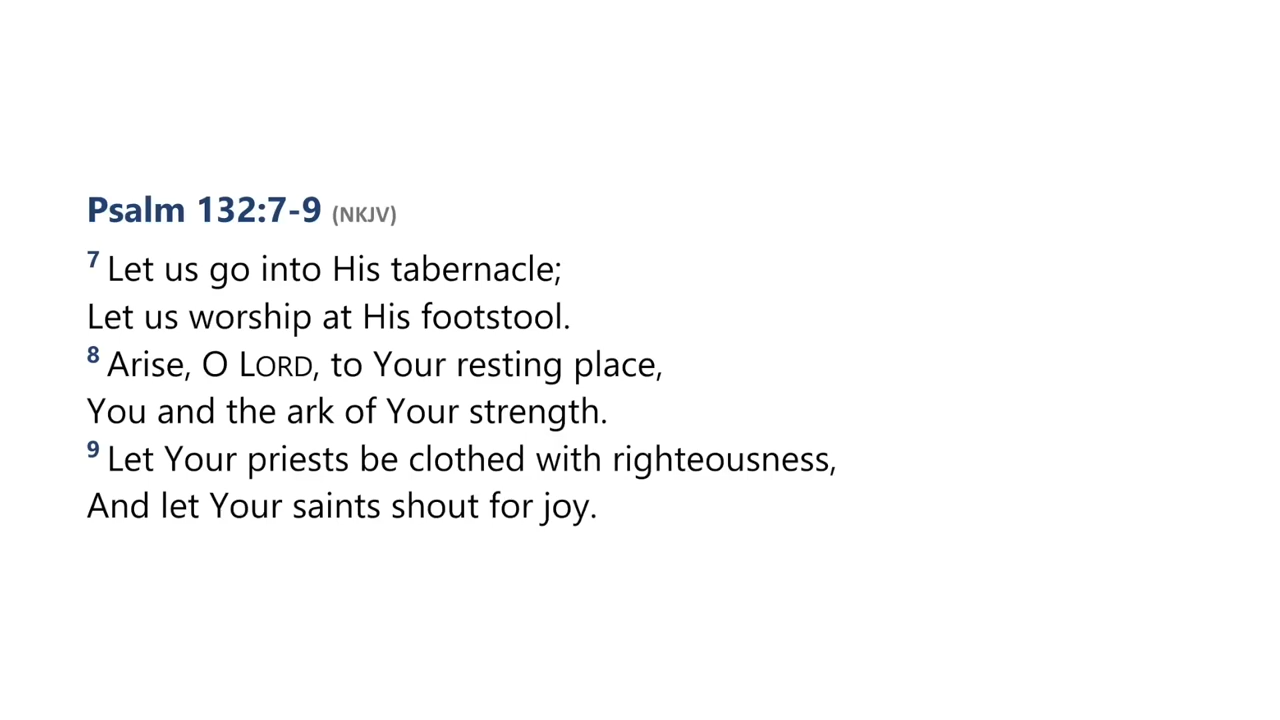 Psalm 132:7-9 (NKJV)
7 Let us go into His tabernacle;
Let us worship at His footstool.
8 Arise, O LORD, to Your resting place,
You and the ark of Your strength.
9 Let Your priests be clothed with righteousness,
And let Your saints shout for joy.